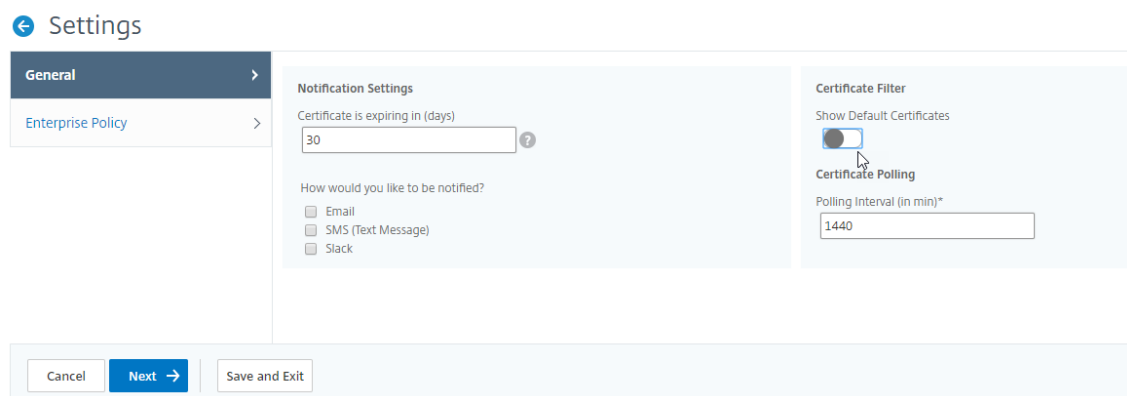 Settings
General
Enterprise Policy
Notification Settings
Certificate is expiring in (days)
30
?
How would you like to be notified?
Email
SMS (Text Message)
Slack
Certificate Filter
Show Default Certificates
Certificate Polling
Polling Interval (in min)*
1440
Cancel
Next
Save and Exit